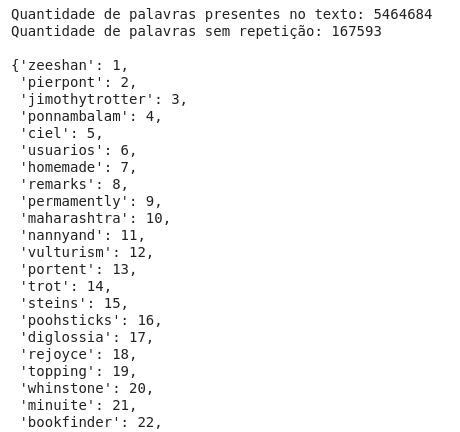 Quantidade de palavras presentes no texto: 5464684
Quantidade de palavras sem repetição: 167593
{'zeeshan': 1,
'pierpont': 2,
'jimothytrotter': 3,
'ponnambalam': 4,
'ciel': 5,
'usuarios': 6,
'homemade': 7,
'remarks': 8,
'permamently': 9,
'maharashtra': 10,
'nannyand': 11,
'vulturism': 12,
'portent': 13,
'trot': 14,
'steins': 15,
'poohsticks': 16,
'diglossia': 17,
'rejoyce': 18,
'topping': 19,
'whinstone': 20,
'minuite': 21,
'bookfinder': 22,